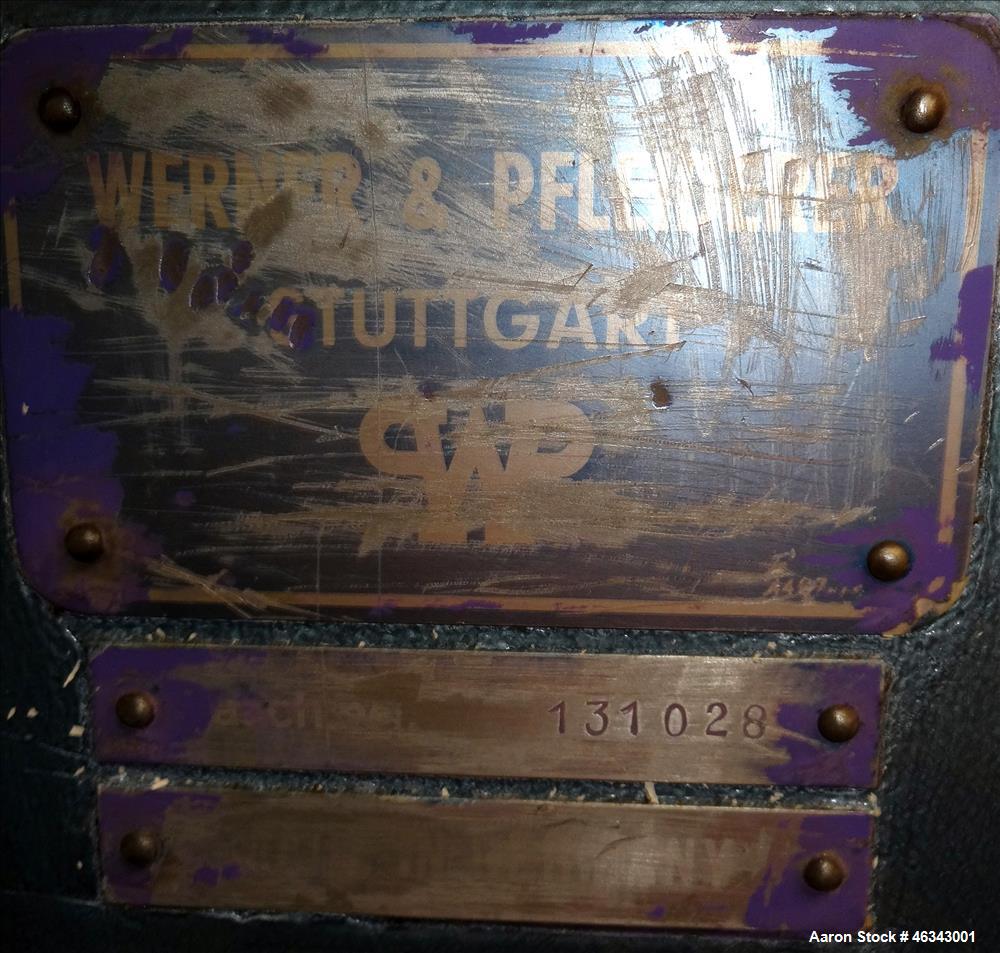 WERNER & PFLEIDERER
STUTTGART
WP
131028
Aaron Stock # 46343001